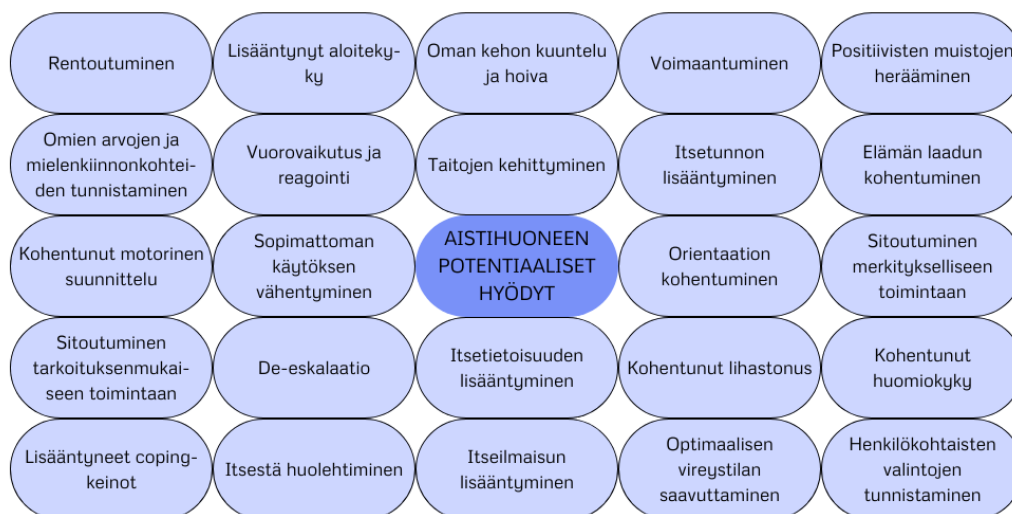 Rentoutuminen
Lisääntynyt aloiteky-
ky
Oman kehon kuuntelu
ja hoiva
Voimaantuminen
Positiivisten muistojen
herääminen
Omien arvojen ja
mielenkiinnonkohtei-
den tunnistaminen
Vuorovaikutus ja
reagointi
Taitojen kehittyminen
Itsetunnon
lisääntyminen
Elämän laadun
kohentuminen
Kohentunut motorinen
suunnittelu
Sopimattoman
käytöksen
vähentyminen
AISTIHUONEEN
POTENTIAALISET
HYÖDYT
Orientaation
kohentuminen
Sitoutuminen
merkitykselliseen
toimintaan
Sitoutuminen
tarkoituksenmukai-
seen toimintaan
De-eskalaatio
Itsetietoisuuden
lisääntyminen
Kohentunut lihastonus
Kohentunut
huomiokyky
Lisääntyneet coping-
keinot
Itsestä huolehtiminen
Itseilmaisun
lisääntyminen
Optimaalisen
vireystilan
saavuttaminen
Henkilökohtaisten
valintojen
tunnistaminen